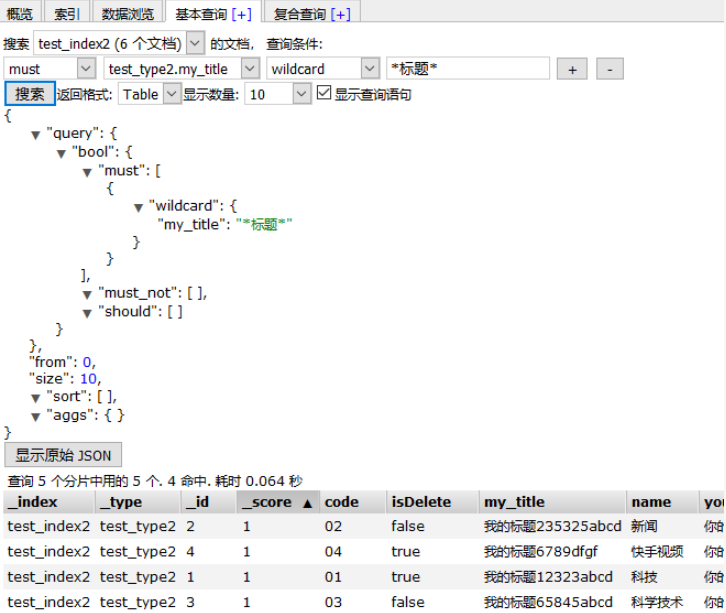 概览 索引 数据浏览 基本查询 [+] 复合查询 [+]
搜索 test_index2 (6 个文档) 的文档, 查询条件:
must test_type2.my_title wildcard *标题* + -
搜索 返回格式: Table 显示数量: 10 显示查询语句
{
▼ "query": {
▼ "bool": {
▼ "must": [
{
▼ "wildcard": {
"my_title": "*标题*"
}
}
],
▼ "must_not": [ ],
▼ "should": [ ]
}
},
"from": 0,
"size": 10,
▼ "sort": [ ],
▼ "aggs": { }
}
显示原始 JSON
查询 5 个分片中用的 5 个. 4 命中. 耗时 0.064 秒
_index _type _id _score ▲ code isDelete my_title name you
test_index2 test_type2 2 1 02 false 我的标题235325abcd 新闻 你的
test_index2 test_type2 4 1 04 true 我的标题6789dfgf 快手视频 你的
test_index2 test_type2 1 1 01 true 我的标题12323abcd 科技 你的
test_index2 test_type2 3 1 03 false 我的标题65845abcd 科学技术 你的